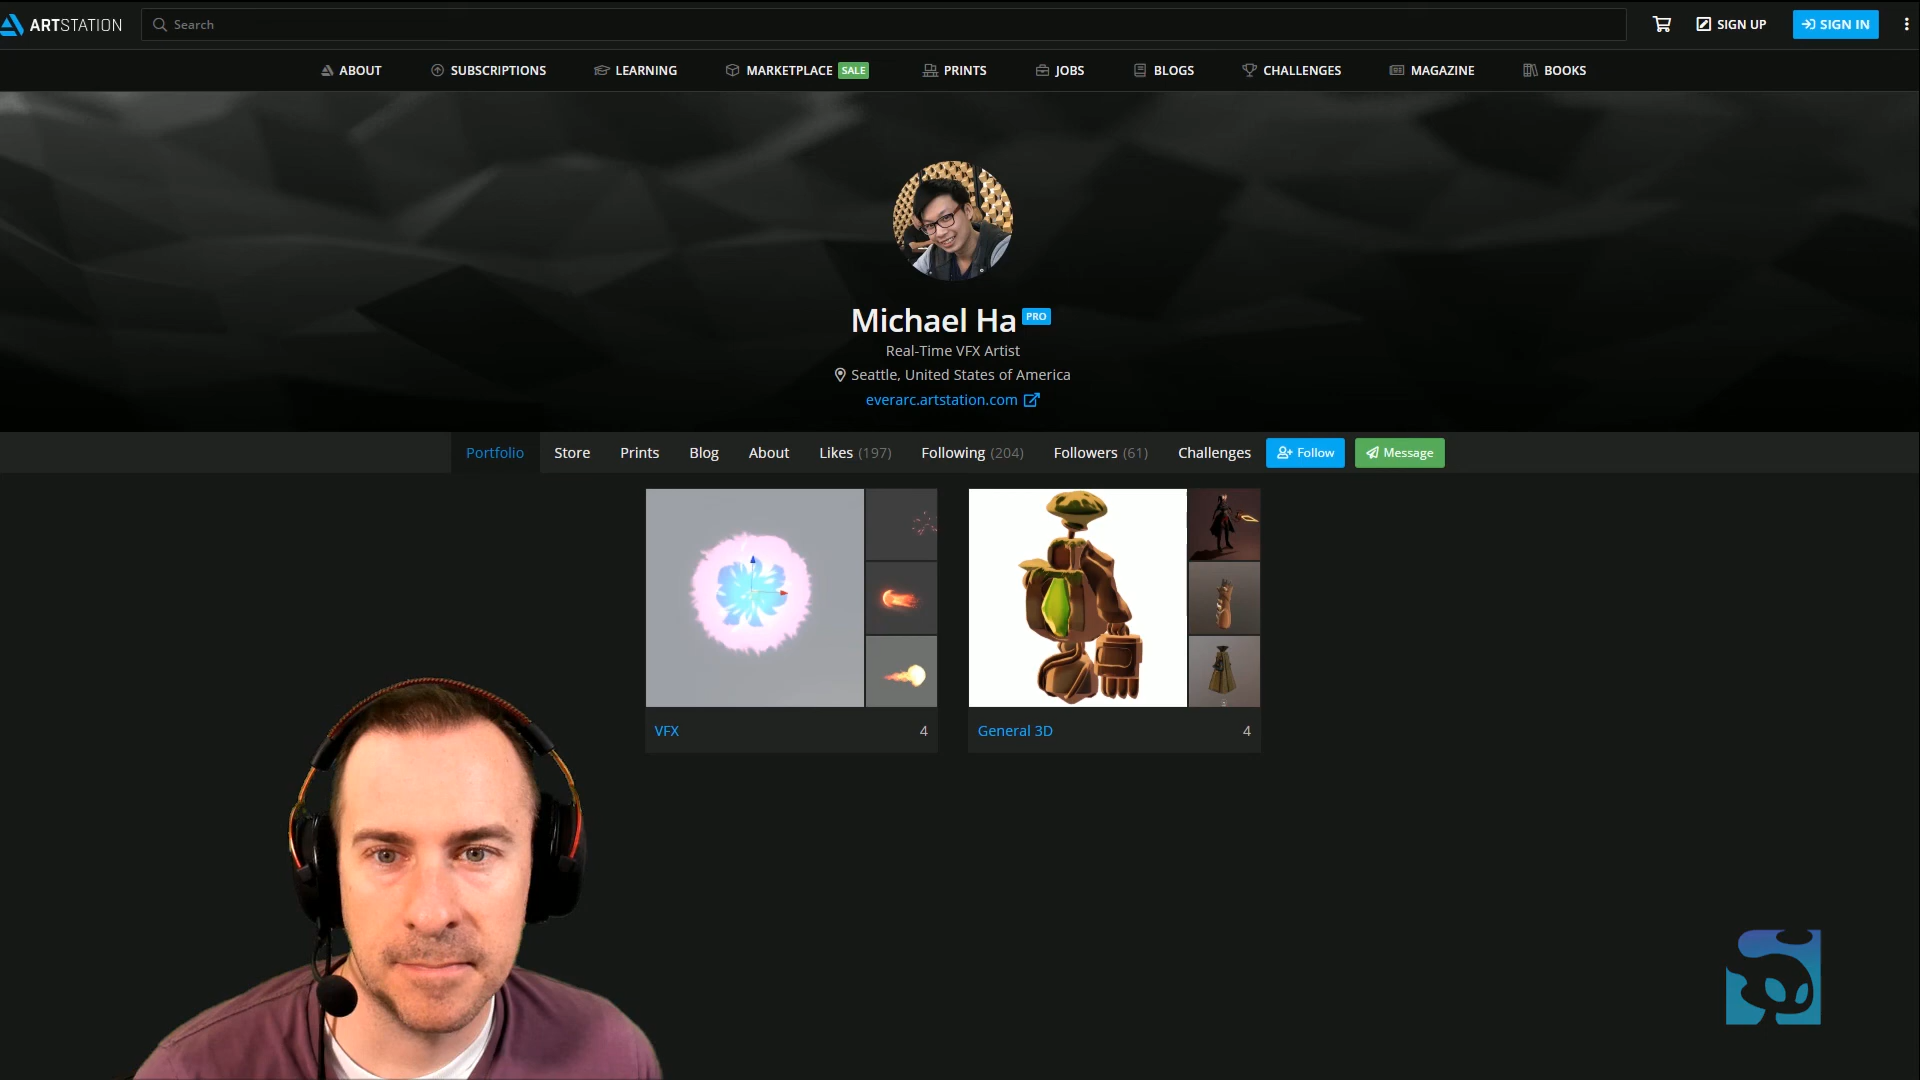 ARTSTATION
Search
SIGN UP
SIGN IN
ABOUT
SUBSCRIPTIONS
LEARNING
MARKETPLACE SALE
PRINTS
JOBS
BLOGS
CHALLENGES
MAGAZINE
BOOKS
Michael Ha PRO
Real-Time VFX Artist
Seattle, United States of America
everarc.artstation.com
Portfolio
Store
Prints
Blog
About
Likes (197)
Following (204)
Followers (61)
Challenges
Follow
Message
VFX 4
General 3D 4